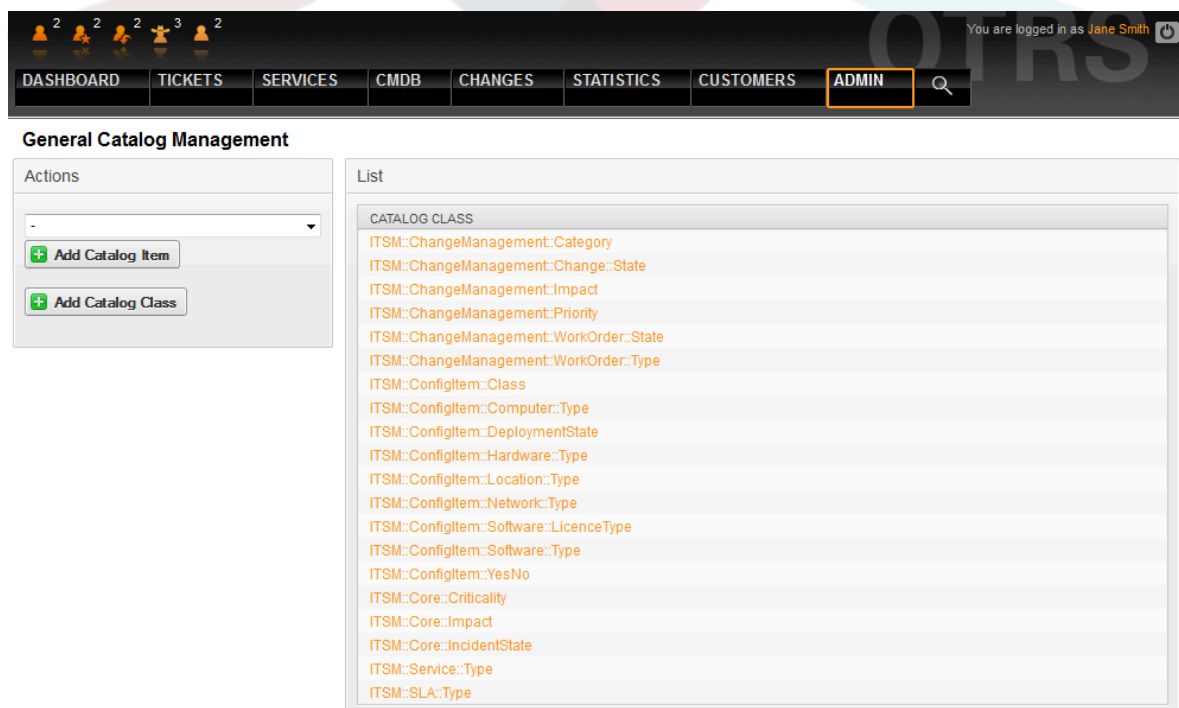 2 2 2 3 2
OTRS
You are logged in as Jane Smith
DASHBOARD TICKETS SERVICES CMDB CHANGES STATISTICS CUSTOMERS ADMIN
General Catalog Management
Actions
List
-
Add Catalog Item
Add Catalog Class
CATALOG CLASS
ITSM::ChangeManagement::Category
ITSM::ChangeManagement::Change::State
ITSM::ChangeManagement::Impact
ITSM::ChangeManagement::Priority
ITSM::ChangeManagement::WorkOrder::State
ITSM::ChangeManagement::WorkOrder::Type
ITSM::ConfigItem::Class
ITSM::ConfigItem::Computer::Type
ITSM::ConfigItem::DeploymentState
ITSM::ConfigItem::Hardware::Type
ITSM::ConfigItem::Location::Type
ITSM::ConfigItem::Network::Type
ITSM::ConfigItem::Software::LicenceType
ITSM::ConfigItem::Software::Type
ITSM::ConfigItem::YesNo
ITSM::Core::Criticality
ITSM::Core::Impact
ITSM::Core::IncidentState
ITSM::Service::Type
ITSM::SLA::Type